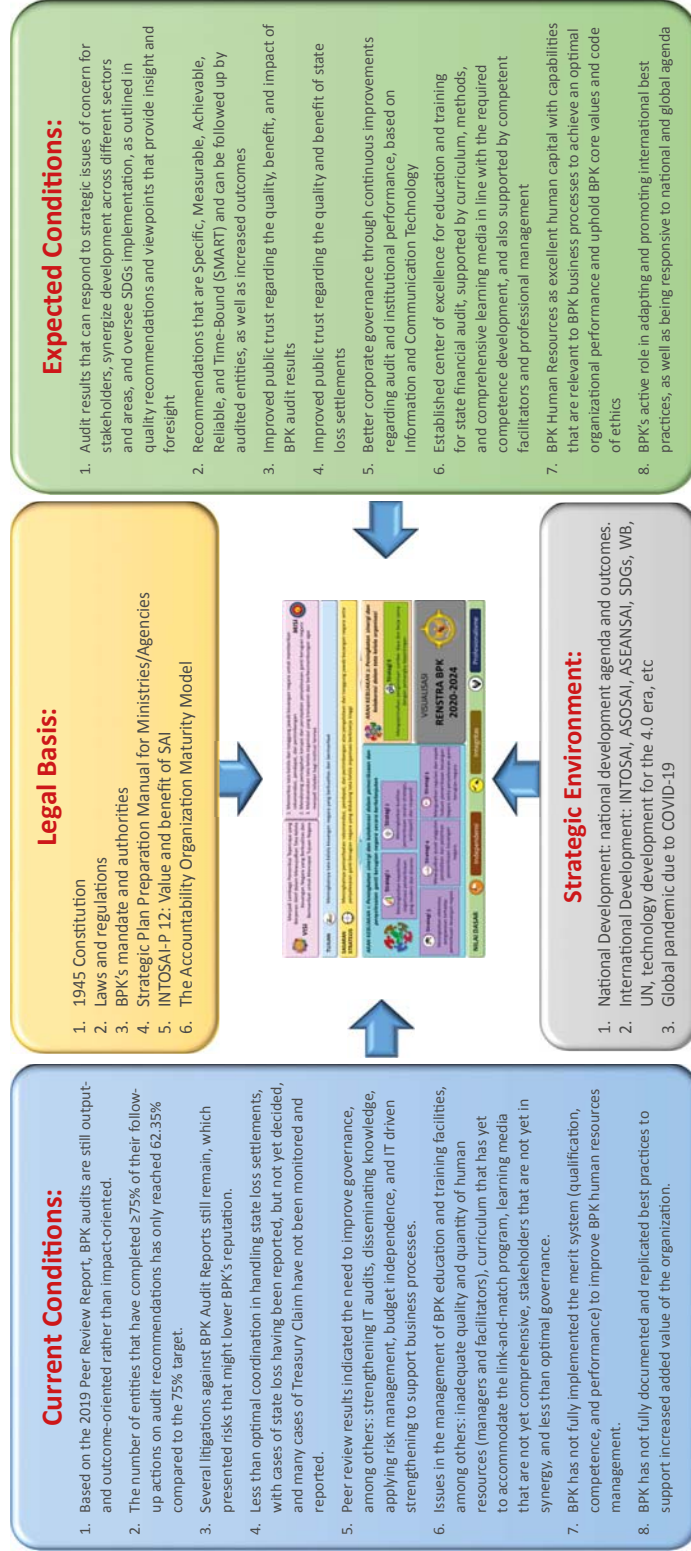 Current Conditions:
1. Based on the 2019 Peer Review Report, BPK audits are still output-
and outcome-oriented rather than impact-oriented.
2. The number of entities that have completed ≥75% of their follow-
up actions on audit recommendations has only reached 62.35%
compared to the 75% target.
3. Several litigations against BPK Audit Reports still remain, which
presented risks that might lower BPK's reputation.
4. Less than optimal coordination in handling state loss settlements,
with cases of state loss having been reported, but not yet decided,
and many cases of Treasury Claim have not been monitored and
reported.
5. Peer review results indicated the need to improve governance,
among others: strengthening IT audits, disseminating knowledge,
applying risk management, budget independence, and IT driven
strengthening to support business processes.
6. Issues in the management of BPK education and training facilities,
among others: inadequate quality and quantity of human
resources (managers and facilitators), curriculum that has yet
to accommodate the link-and-match program, learning media
that are not yet comprehensive, stakeholders that are not yet in
synergy, and less than optimal governance.
7. BPK has not fully implemented the merit system (qualification,
competence, and performance) to improve BPK human resources
management.
8. BPK has not fully documented and replicated best practices to
support increased added value of the organization.
Legal Basis:
1. 1945 Constitution
2. Laws and regulations
3. BPK's mandate and authorities
4. Strategic Plan Preparation Manual for Ministries/Agencies
5. INTOSAI-P 12: Value and benefit of SAI
6. The Accountability Organization Maturity Model
VISI
MISI
TUJUAN
SASARAN
STRATEGIS
VISUALISASI
RENSTRA BPK
2020-2024
NILAI DASAR
Independensi
Integritas
Profesionalisme
Strategic Environment:
1. National Development: national development agenda and outcomes.
2. International Development: INTOSAI, ASOSAI, ASEANSAI, SDGs, WB,
UN, technology development for the 4.0 era, etc
3. Global pandemic due to COVID-19
Expected Conditions:
1. Audit results that can respond to strategic issues of concern for
stakeholders, synergize development across different sectors
and areas, and oversee SDGs implementation, as outlined in
quality recommendations and viewpoints that provide insight and
foresight
2. Recommendations that are Specific, Measurable, Achievable,
Reliable, and Time-Bound (SMART) and can be followed up by
audited entities, as well as increased outcomes
3. Improved public trust regarding the quality, benefit, and impact of
BPK audit results
4. Improved public trust regarding the quality and benefit of state
loss settlements
5. Better corporate governance through continuous improvements
regarding audit and institutional performance, based on
Information and Communication Technology
6. Established center of excellence for education and training
for state financial audit, supported by curriculum, methods,
and comprehensive learning media in line with the required
competence development, and also supported by competent
facilitators and professional management
7. BPK Human Resources as excellent human capital with capabilities
that are relevant to BPK business processes to achieve an optimal
organizational performance and uphold BPK core values and code
of ethics
8. BPK's active role in adapting and promoting international best
practices, as well as being responsive to national and global agenda